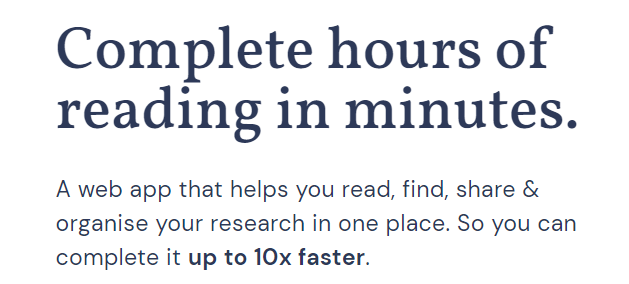 Complete hours of
reading in minutes.
A web app that helps you read, find, share &
organise your research in one place. So you can
complete it up to 10x faster.